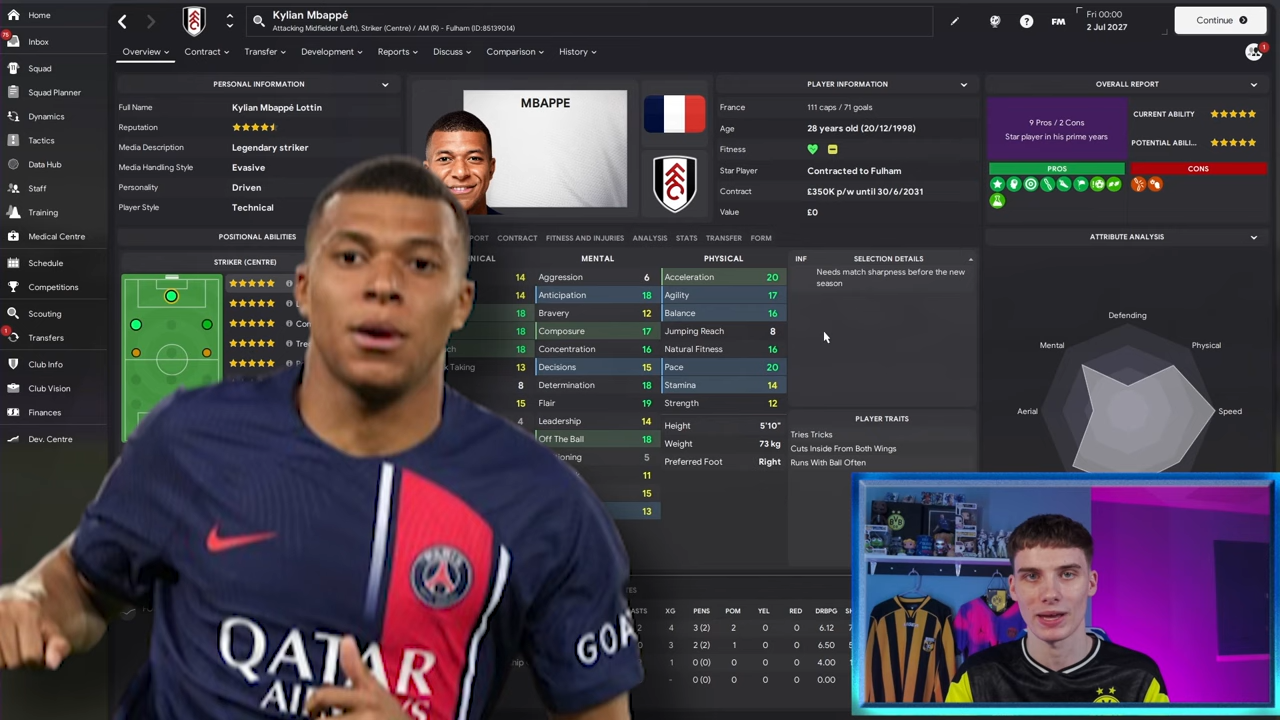 Home
Inbox
Squad
Squad Planner
Dynamics
Tactics
Data Hub
Staff
Training
Medical Centre
Schedule
Competitions
Scouting
Transfers
Club Info
Club Vision
Finances
Dev. Centre
76
1
Kylian Mbappé
Attacking Midfielder (Left), Striker (Centre) / AM (R) - Fulham (ID:85139014)
FM
Fri 00:00
2 Jul 2027
Continue
Overview Contract Transfer Development Reports Discuss Comparison History
1
PERSONAL INFORMATION
Full Name Kylian Mbappé Lottin
Reputation
Media Description Legendary striker
Media Handling Style Evasive
Personality Driven
Player Style Technical
MBAPPE
PLAYER INFORMATION
France 111 caps / 71 goals
Age 28 years old (20/12/1998)
Fitness
Star Player Contracted to Fulham
Contract £350K p/w until 30/6/2031
Value £0
OVERALL REPORT
9 Pros / 2 Cons
Star player in his prime years
CURRENT ABILITY
POTENTIAL ABILI...
PROS CONS
POSITIONAL ABILITIES
STRIKER (CENTRE)
CONTRACT FITNESS AND INJURIES ANALYSIS STATS TRANSFER FORM
MENTAL
14
14
18
18
18
13
8
15
4
Aggression 6
Anticipation 18
Bravery 12
Composure 17
Concentration 16
Decisions 15
Determination 18
Flair 19
Leadership 14
Off The Ball 18
5
11
15
13
PHYSICAL
Acceleration 20
Agility 17
Balance 16
Jumping Reach 8
Natural Fitness 16
Pace 20
Stamina 14
Strength 12
Height 5'10"
Weight 73 kg
Preferred Foot Right
INF SELECTION DETAILS
Needs match sharpness before the new
season
PLAYER TRAITS
Tries Tricks
Cuts Inside From Both Wings
Runs With Ball Often
ATTRIBUTE ANALYSIS
Defending
Mental Physical
Aerial Speed
XG PENS POM YEL RED DRBPG
2 4 3 (2) 2 0 0 6.12
3 2 (2) 1 0 0 6.50
1 0 (0) 0 0 0 4.00
- 0 (0) 0 0 0 0.00
PARIS
QATAR
GOA